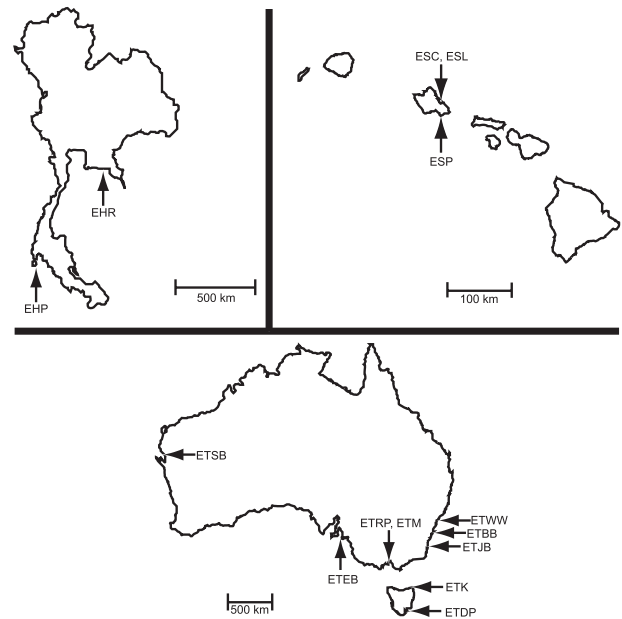 EHR
500 km
EHP
ESC, ESL
ESP
100 km
ETSB
ETRP, ETM
ETWW
ETBB
ETJB
ETEB
ETK
500 km
ETDP